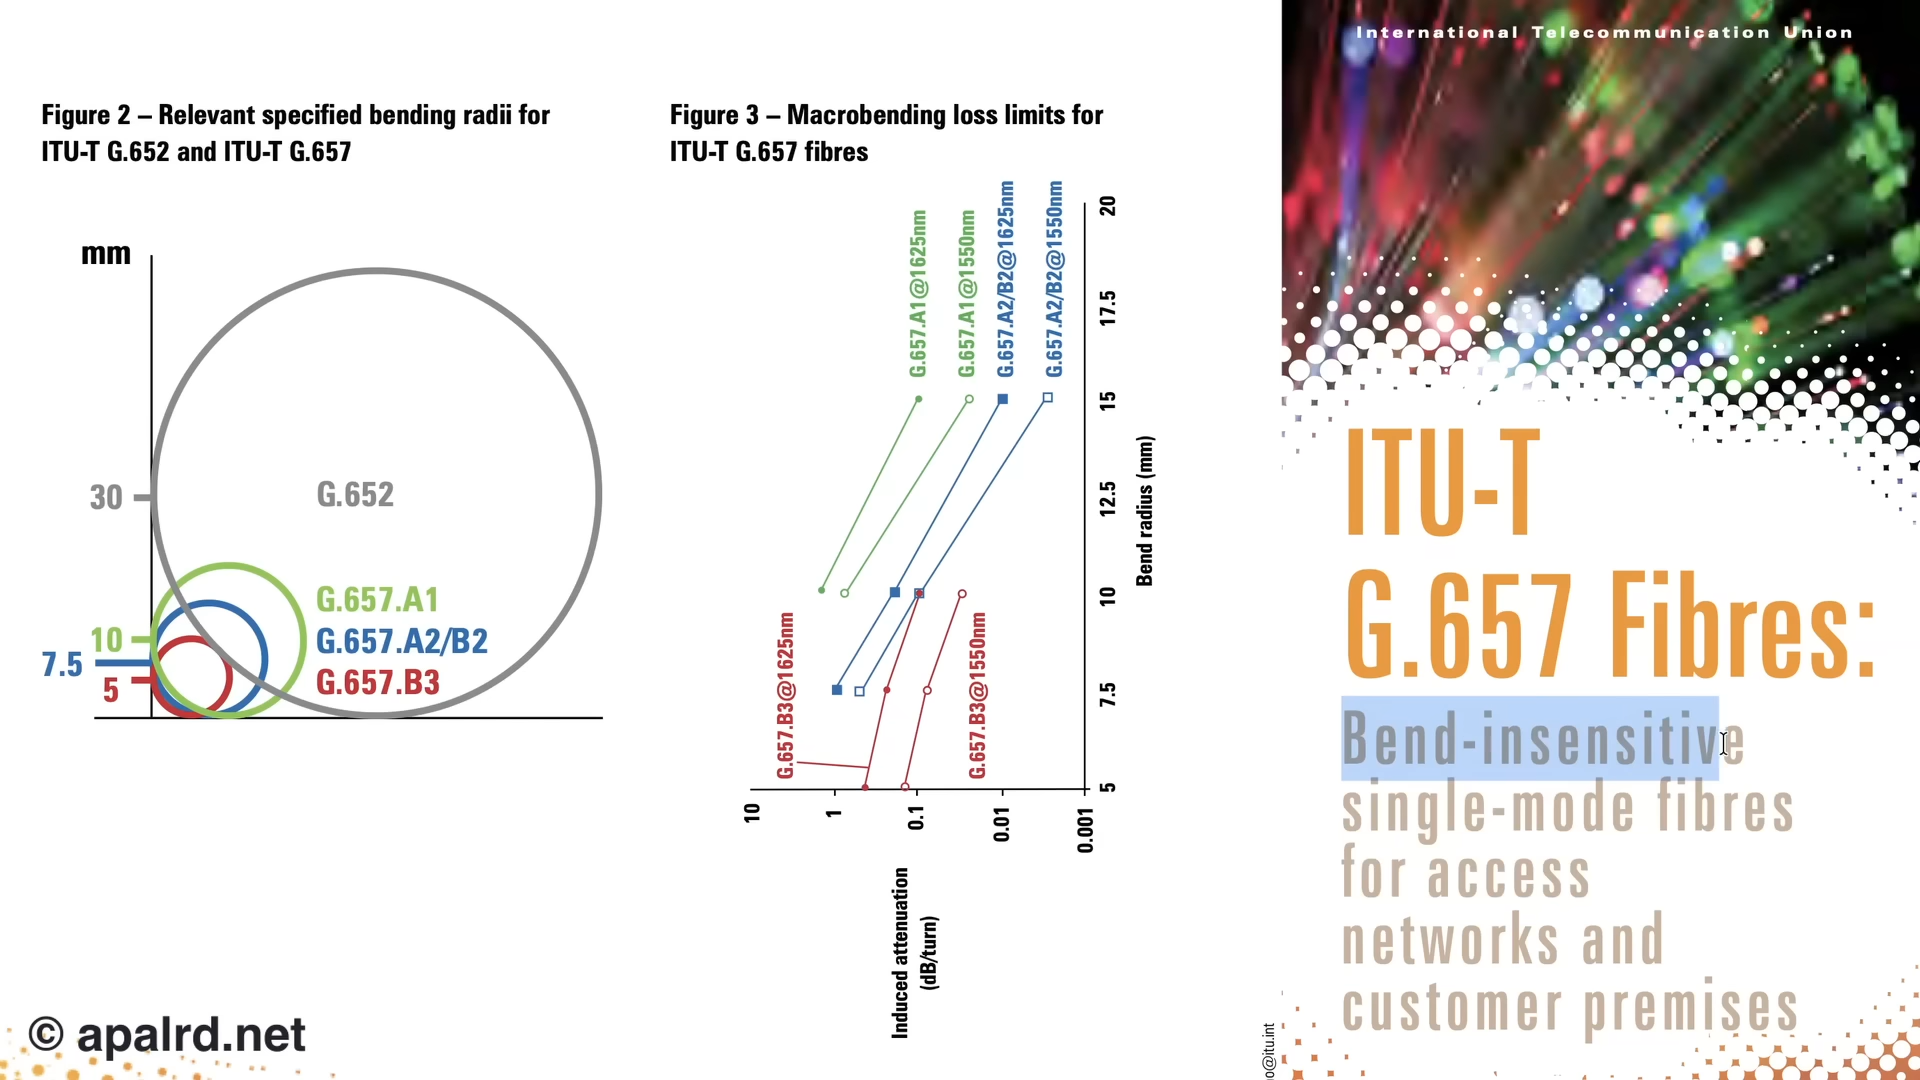 Figure 2 – Relevant specified bending radii for
ITU-T G.652 and ITU-T G.657
mm
30
10
7.5
5
G.652
G.657.A1
G.657.A2/B2
G.657.B3
Figure 3 – Macrobending loss limits for
ITU-T G.657 fibres
G.657.A1@1625nm
G.657.A1@1550nm
G.657.A2/B2@1625nm
G.657.A2/B2@1550nm
G.657.B3@1625nm
G.657.B3@1550nm
20
17.5
15
12.5
10
7.5
5
Bend radius (mm)
10
1
0.1
0.01
0.001
Induced attenuation
(dB/turn)
International Telecommunication Union
ITU-T
G.657 Fibres:
Bend-insensitive
single-mode fibres
for access
networks and
customer premises
@itu.int
© apalrd.net